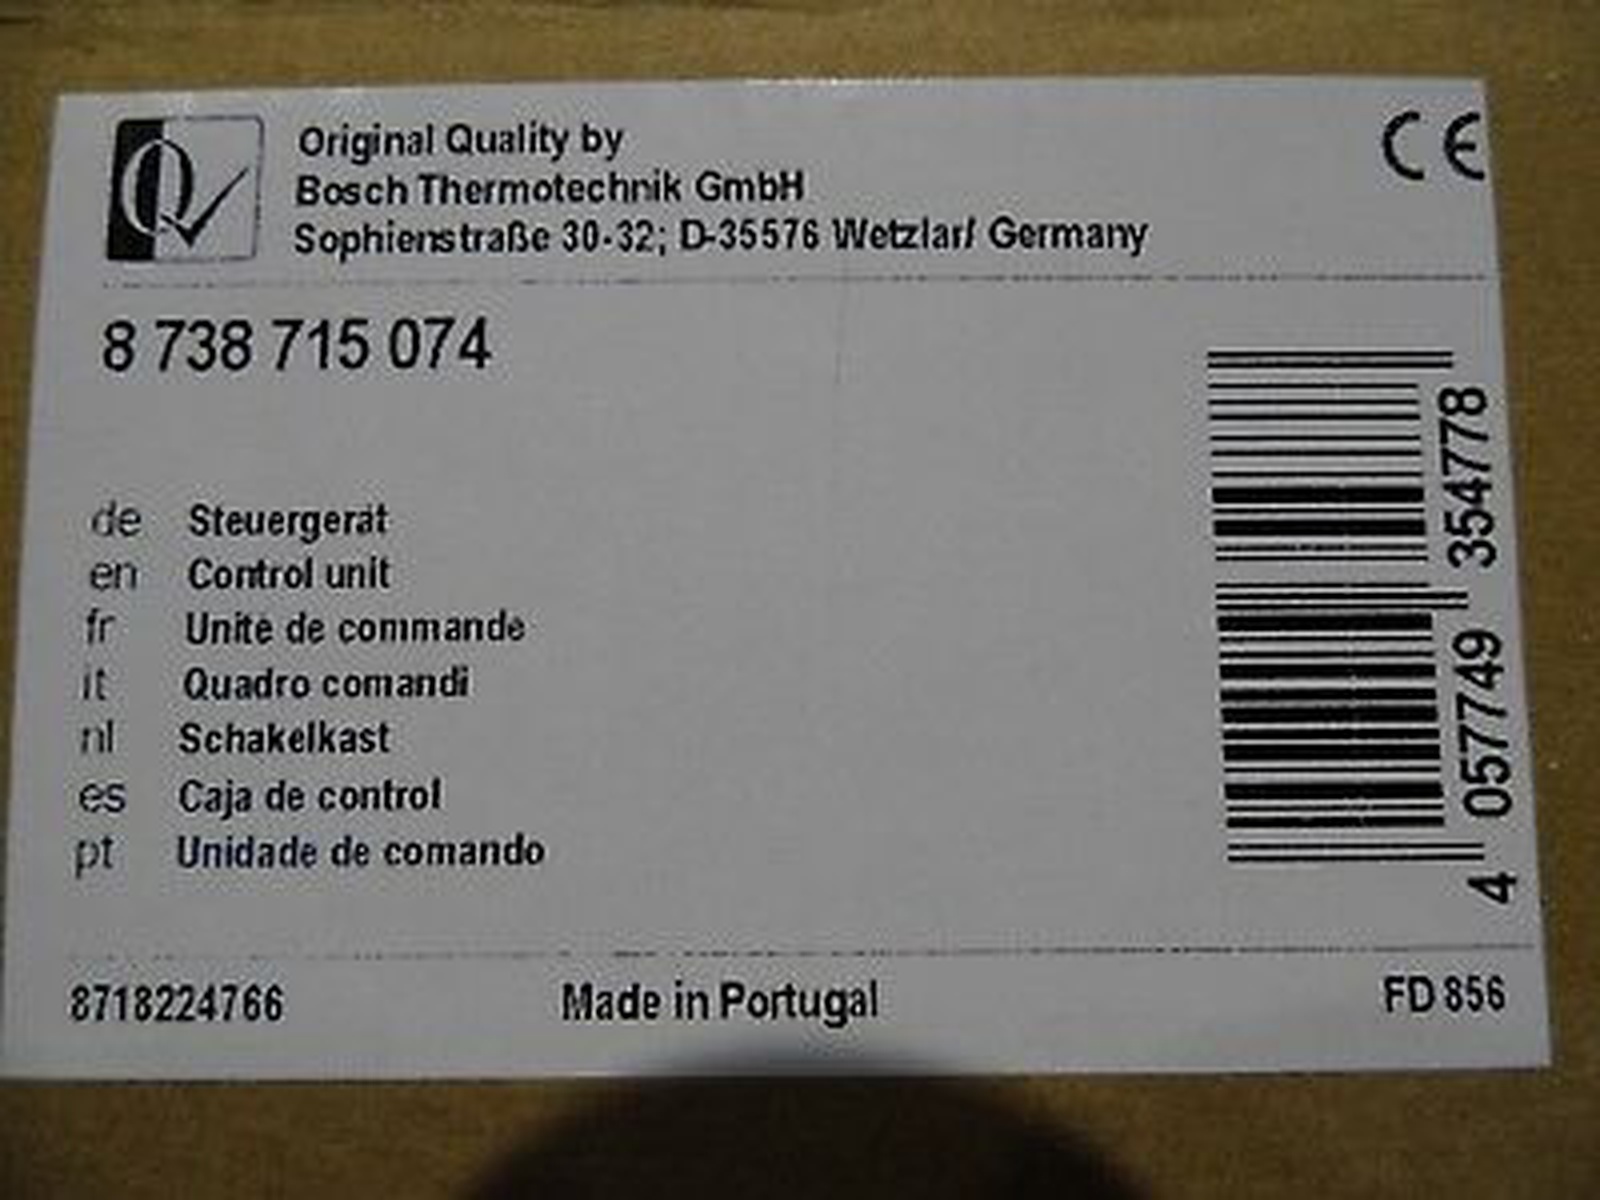 Q
Original Quality by
Bosch Thermotechnik GmbH
Sophienstraße 30-32; D-35576 Wetzlar/ Germany
CE
8 738 715 074
de Steuergerät
en Control unit
fr Unité de commande
it Quadro comandi
nl Schakelkast
es Caja de control
pt Unidade de comando
4 057749 354778
8718224766 Made in Portugal FD 856